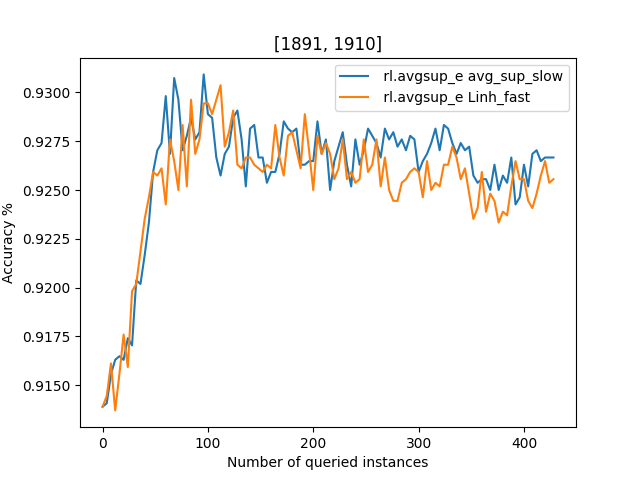 [1891, 1910]
rl.avgsup_e avg_sup_slow
rl.avgsup_e Linh_fast
0.9300
0.9275
0.9250
0.9225
0.9200
0.9175
0.9150
Accuracy %
0 100 200 300 400
Number of queried instances